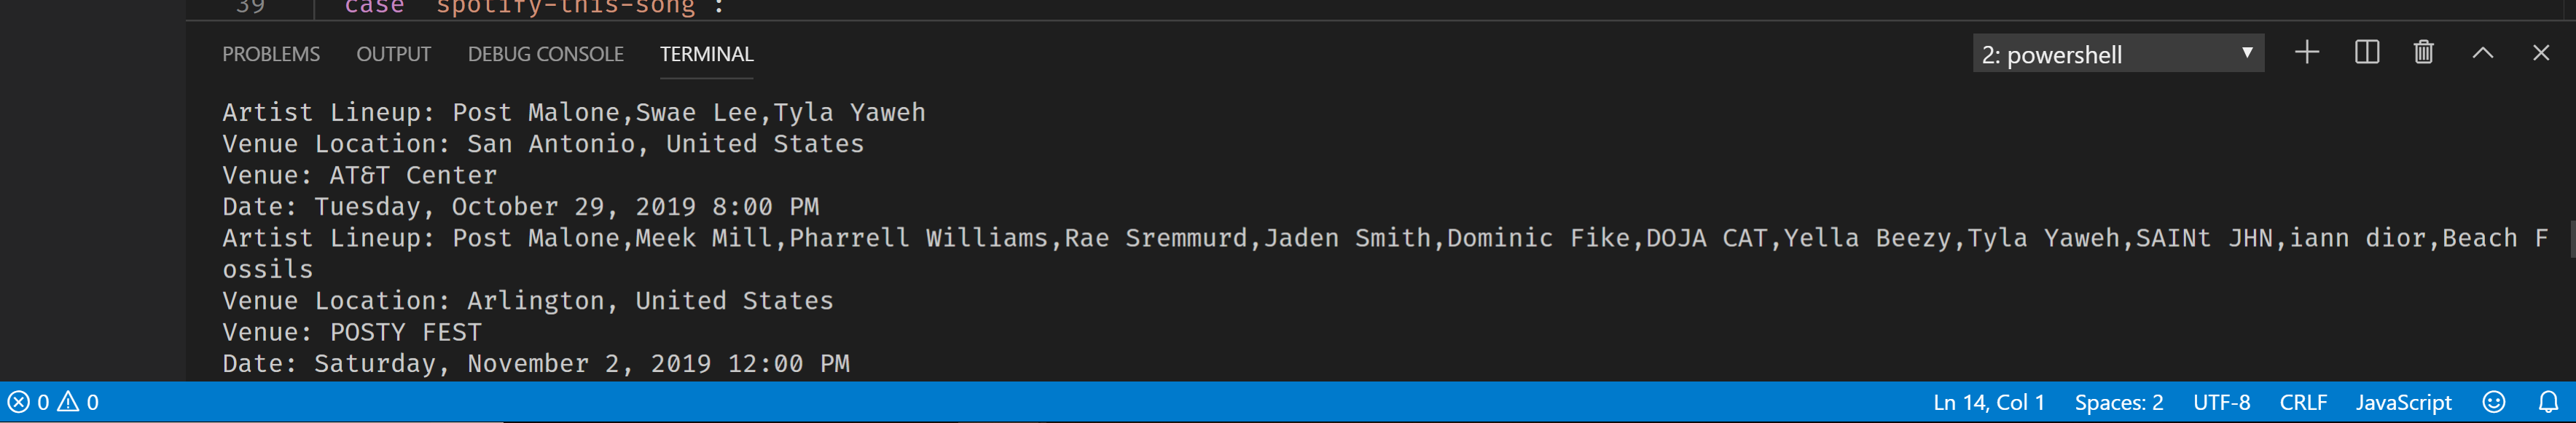 39 case 'spotify-this-song':
PROBLEMS OUTPUT DEBUG CONSOLE TERMINAL 2: powershell
Artist Lineup: Post Malone,Swae Lee,Tyla Yaweh
Venue Location: San Antonio, United States
Venue: AT&T Center
Date: Tuesday, October 29, 2019 8:00 PM
Artist Lineup: Post Malone,Meek Mill,Pharrell Williams,Rae Sremmurd,Jaden Smith,Dominic Fike,DOJA CAT,Yella Beezy,Tyla Yaweh,SAINt JHN,iann dior,Beach F
ossils
Venue Location: Arlington, United States
Venue: POSTY FEST
Date: Saturday, November 2, 2019 12:00 PM
0 0 Ln 14, Col 1 Spaces: 2 UTF-8 CRLF JavaScript